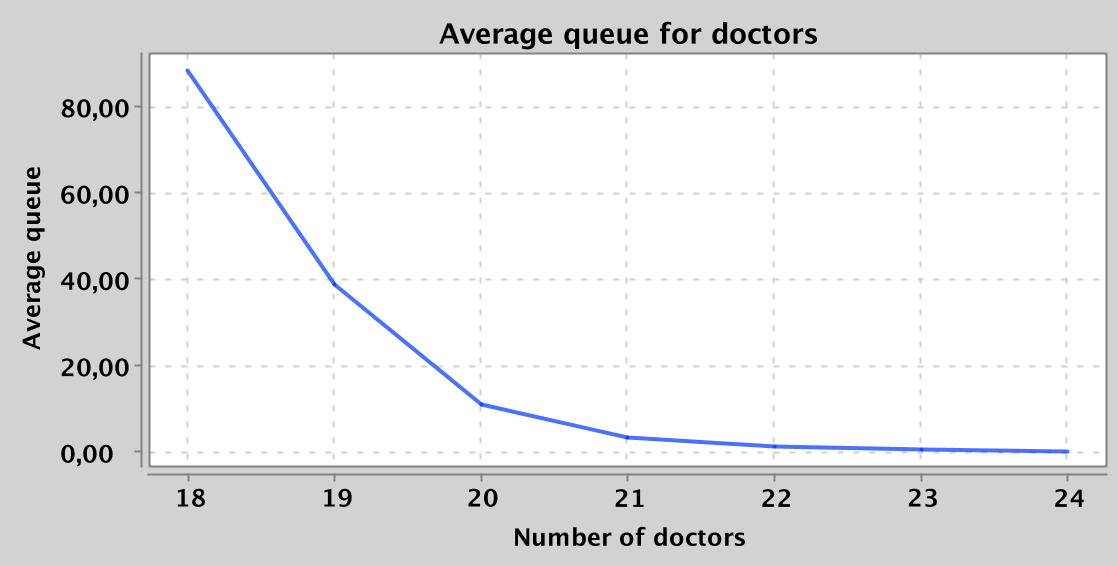 Average queue for doctors
Average queue
80,00
60,00
40,00
20,00
0,00
18 19 20 21 22 23 24
Number of doctors